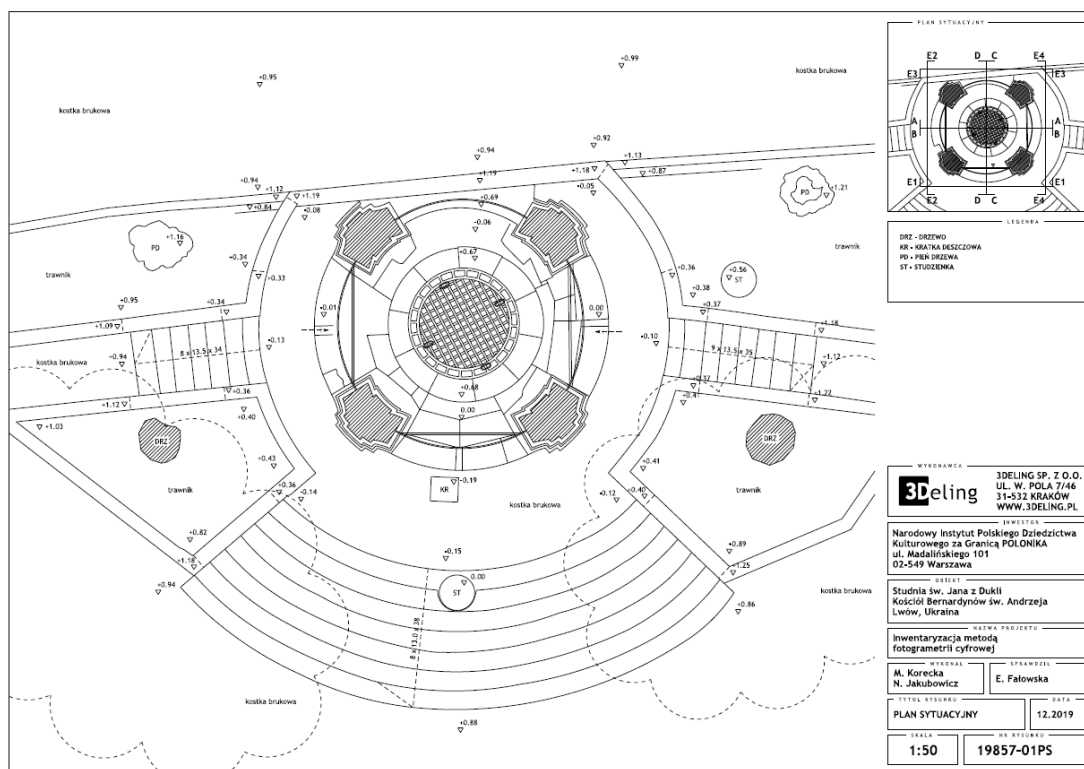 +0.99
+0.95
kostka brukowa
kostka brukowa
+0.92
+0.94
+1.18
+1.13
+0.87
+1.19
+0.94
+1.12
+1.19
+0.84
-0.08
+0.69
-0.05
-0.06
PD
+1.21
PD
+1.16
trawnik
trawnik
+0.34
+0.33
+0.67
+0.36
+0.56
ST
+0.38
+0.37
+0.95
+0.34
-0.01
0.00
+1.09
+1.18
kostka brukowa
+0.94
8 x 13.5 x 34
-0.13
-0.10
9 x 13.5 x 35
+1.12
+0.36
+0.68
+0.37
+1.12
+0.40
0.00
+1.22
+1.03
DRZ
DRZ
+0.43
+0.41
trawnik
+0.36
-0.14
KR
-0.19
-0.12
+0.40
trawnik
kostka brukowa
+0.82
+0.89
+1.18
+0.15
+1.25
+0.94
0.00
ST
+0.86
kostka brukowa
8 x 13.0 x 38
kostka brukowa
+0.88
PLAN SYTUACYJNY
E2 D C E4
E3 E3
A A
B B
E1 E1
E2 D C E4
LEGENDA
DRZ - DRZEWO
KR - KRATKA DESZCZOWA
PD - PIEŃ DRZEWA
ST - STUDZIENKA
WYKONAWCA
3Deling
3DELING SP. Z O.O.
UL. W. POLA 7/46
31-532 KRAKÓW
WWW.3DELING.PL
INWESTOR
Narodowy Instytut Polskiego Dziedzictwa
Kulturowego za Granicą POLONIKA
ul. Madalińskiego 101
02-549 Warszawa
OBIEKT
Studnia św. Jana z Dukli
Kościół Bernardynów św. Andrzeja
Lwów, Ukraina
NAZWA PROJEKTU
Inwentaryzacja metodą
fotogrametrii cyfrowej
WYKONAŁ
M. Korecka
N. Jakubowicz
SPRAWDZIŁ
E. Fałowska
TYTUŁ RYSUNKU
PLAN SYTUACYJNY
DATA
12.2019
SKALA
1:50
NR RYSUNKU
19857-01PS